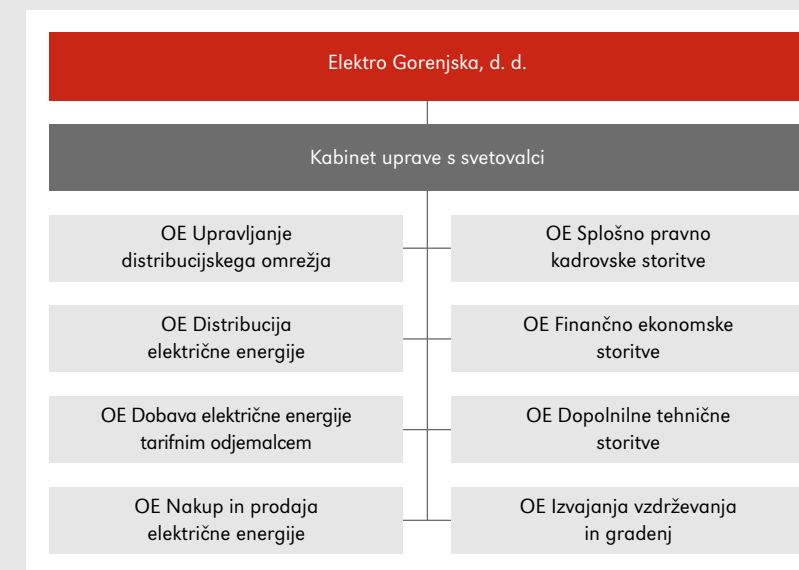 Elektro Gorenjska, d. d.
Kabinet uprave s svetovalci
OE Upravljanje
distribucijskega omrežja
OE Splošno pravno
kadrovske storitve
OE Distribucija
električne energije
OE Finančno ekonomske
storitve
OE Dobava električne energije
tarifnim odjemalcem
OE Dopolnilne tehnične
storitve
OE Nakup in prodaja
električne energije
OE Izvajanja vzdrževanja
in gradenj